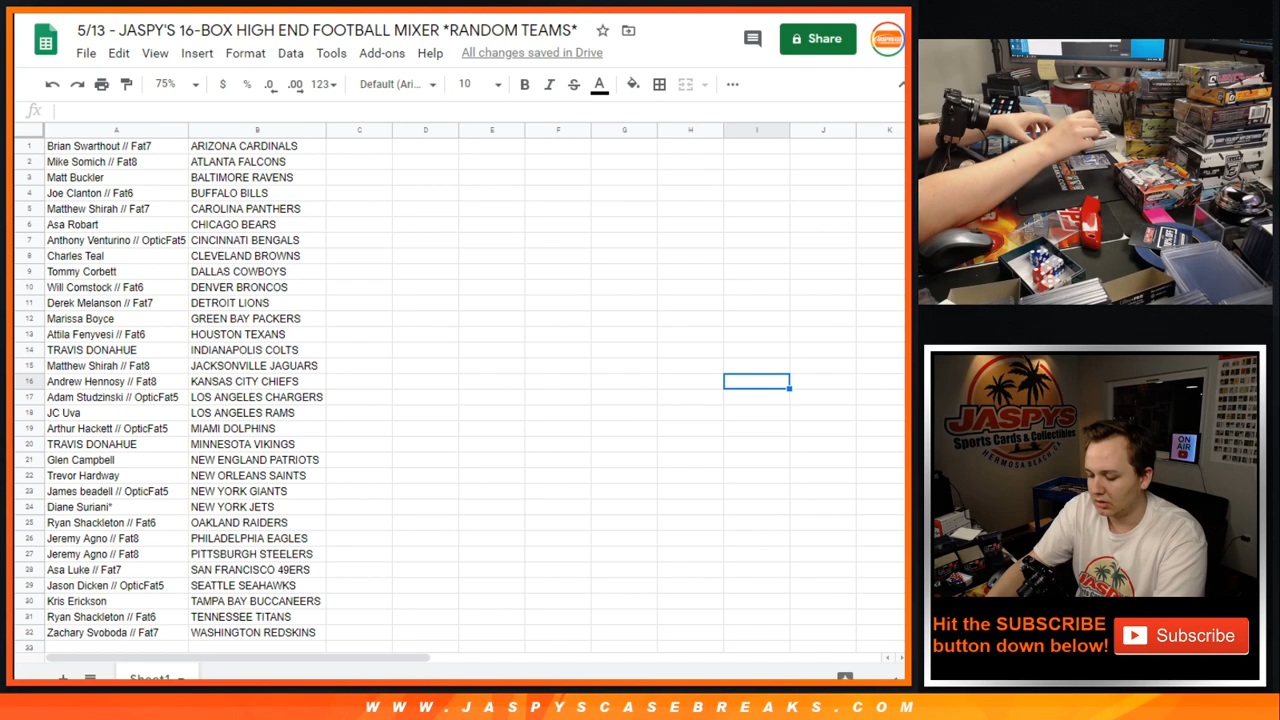 5/13 - JASPY'S 16-BOX HIGH END FOOTBALL MIXER *RANDOM TEAMS*
File Edit View Insert Format Data Tools Add-ons Help All changes saved in Drive
Share
75% $ % .0 .00 123 Default (Ari... 10 B I S A
fx
A B C D E F G H I J K
1 Brian Swarthout // Fat7 ARIZONA CARDINALS
2 Mike Somich // Fat8 ATLANTA FALCONS
3 Matt Buckler BALTIMORE RAVENS
4 Joe Clanton // Fat6 BUFFALO BILLS
5 Matthew Shirah // Fat7 CAROLINA PANTHERS
6 Asa Robart CHICAGO BEARS
7 Anthony Venturino // OpticFat5 CINCINNATI BENGALS
8 Charles Teal CLEVELAND BROWNS
9 Tommy Corbett DALLAS COWBOYS
10 Will Comstock // Fat6 DENVER BRONCOS
11 Derek Melanson // Fat7 DETROIT LIONS
12 Marissa Boyce GREEN BAY PACKERS
13 Attila Fenyvesi // Fat6 HOUSTON TEXANS
14 TRAVIS DONAHUE INDIANAPOLIS COLTS
15 Matthew Shirah // Fat8 JACKSONVILLE JAGUARS
16 Andrew Hennosy // Fat8 KANSAS CITY CHIEFS
17 Adam Studzinski // OpticFat5 LOS ANGELES CHARGERS
18 JC Uva LOS ANGELES RAMS
19 Arthur Hackett // OpticFat5 MIAMI DOLPHINS
20 TRAVIS DONAHUE MINNESOTA VIKINGS
21 Glen Campbell NEW ENGLAND PATRIOTS
22 Trevor Hardway NEW ORLEANS SAINTS
23 James beadell // OpticFat5 NEW YORK GIANTS
24 Diane Suriani* NEW YORK JETS
25 Ryan Shackleton // Fat6 OAKLAND RAIDERS
26 Jeremy Agno // Fat8 PHILADELPHIA EAGLES
27 Jeremy Agno // Fat8 PITTSBURGH STEELERS
28 Asa Luke // Fat7 SAN FRANCISCO 49ERS
29 Jason Dicken // OpticFat5 SEATTLE SEAHAWKS
30 Kris Erickson TAMPA BAY BUCCANEERS
31 Ryan Shackleton // Fat6 TENNESSEE TITANS
32 Zachary Svoboda // Fat7 WASHINGTON REDSKINS
33
Sheet1
JASPYS
Sports Cards & Collectibles
HERMOSA BEACH, CA
ON AIR
Hit the SUBSCRIBE
button down below!
Subscribe
WWW.JASPYSCASEBREAKS.COM